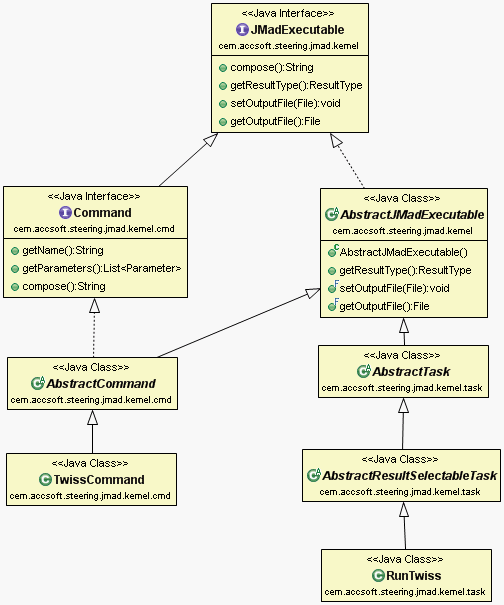 <<Java Interface>>
JMadExecutable
cern.accsoft.steering.jmad.kernel
compose():String
getResultType():ResultType
setOutputFile(File):void
getOutputFile():File
<<Java Interface>>
Command
cern.accsoft.steering.jmad.kernel.cmd
getName():String
getParameters():List<Parameter>
compose():String
<<Java Class>>
AbstractJMadExecutable
cern.accsoft.steering.jmad.kernel
AbstractJMadExecutable()
getResultType():ResultType
setOutputFile(File):void
getOutputFile():File
<<Java Class>>
AbstractCommand
cern.accsoft.steering.jmad.kernel.cmd
<<Java Class>>
AbstractTask
cern.accsoft.steering.jmad.kernel.task
<<Java Class>>
TwissCommand
cern.accsoft.steering.jmad.kernel.cmd
<<Java Class>>
AbstractResultSelectableTask
cern.accsoft.steering.jmad.kernel.task
<<Java Class>>
RunTwiss
cern.accsoft.steering.jmad.kernel.task